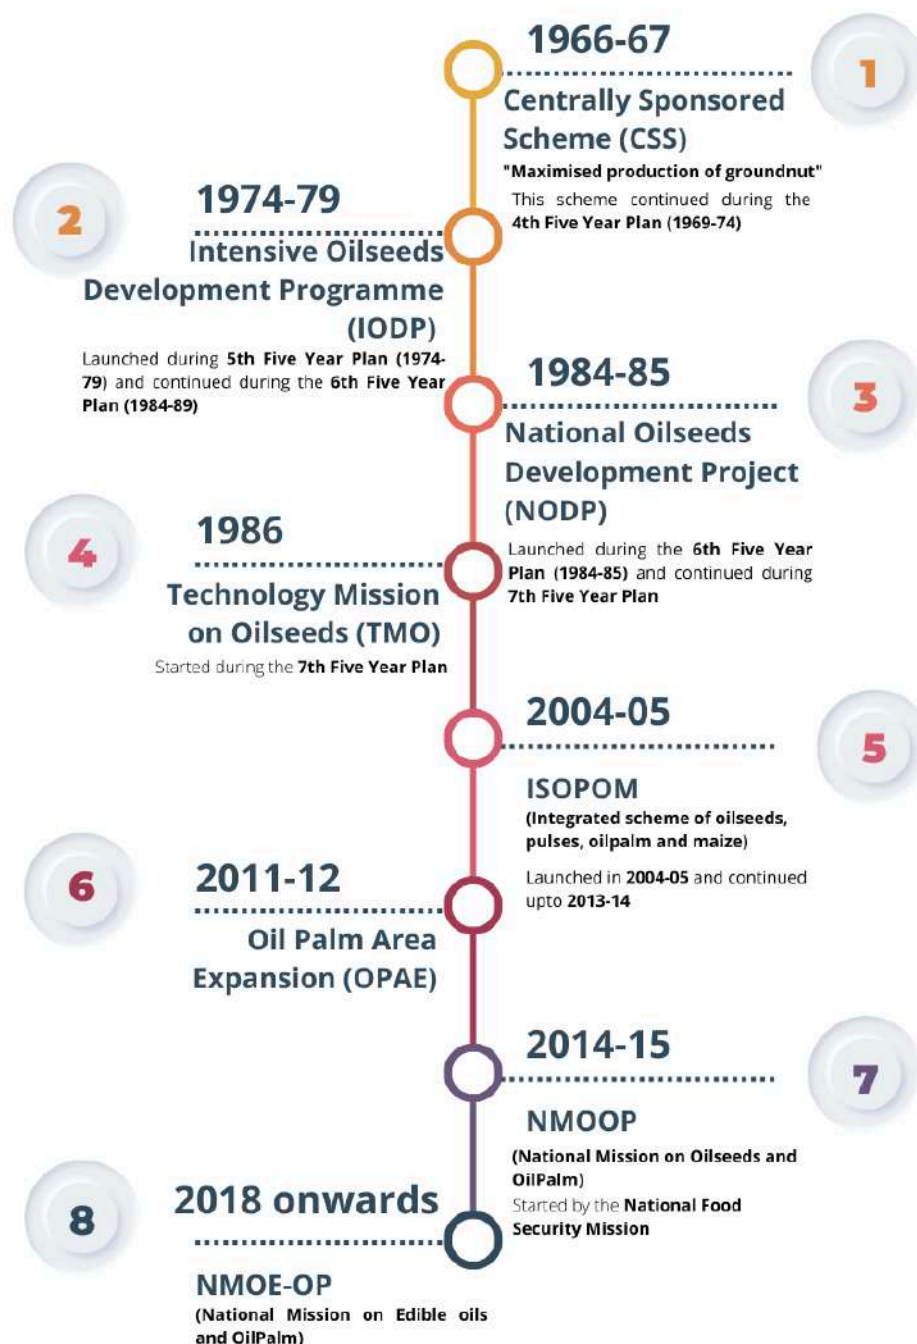 1966-67
1
Centrally Sponsored
Scheme (CSS)
"Maximised production of groundnut"
This scheme continued during the
4th Five Year Plan (1969-74)
2
1974-79
Intensive Oilseeds
Development Programme
(IODP)
Launched during 5th Five Year Plan (1974-
79) and continued during the 6th Five Year
Plan (1984-89)
1984-85
3
National Oilseeds
Development Project
(NODP)
Launched during the 6th Five Year
Plan (1984-85) and continued during
7th Five Year Plan
4
1986
Technology Mission
on Oilseeds (TMO)
Started during the 7th Five Year Plan
2004-05
5
ISOPOM
(Integrated scheme of oilseeds,
pulses, oilpalm and maize)
Launched in 2004-05 and continued
upto 2013-14
6
2011-12
Oil Palm Area
Expansion (OPAE)
2014-15
7
NMOOP
(National Mission on Oilseeds and
OilPalm)
Started by the National Food
Security Mission
8
2018 onwards
NMOE-OP
(National Mission on Edible oils
and OilPalm)